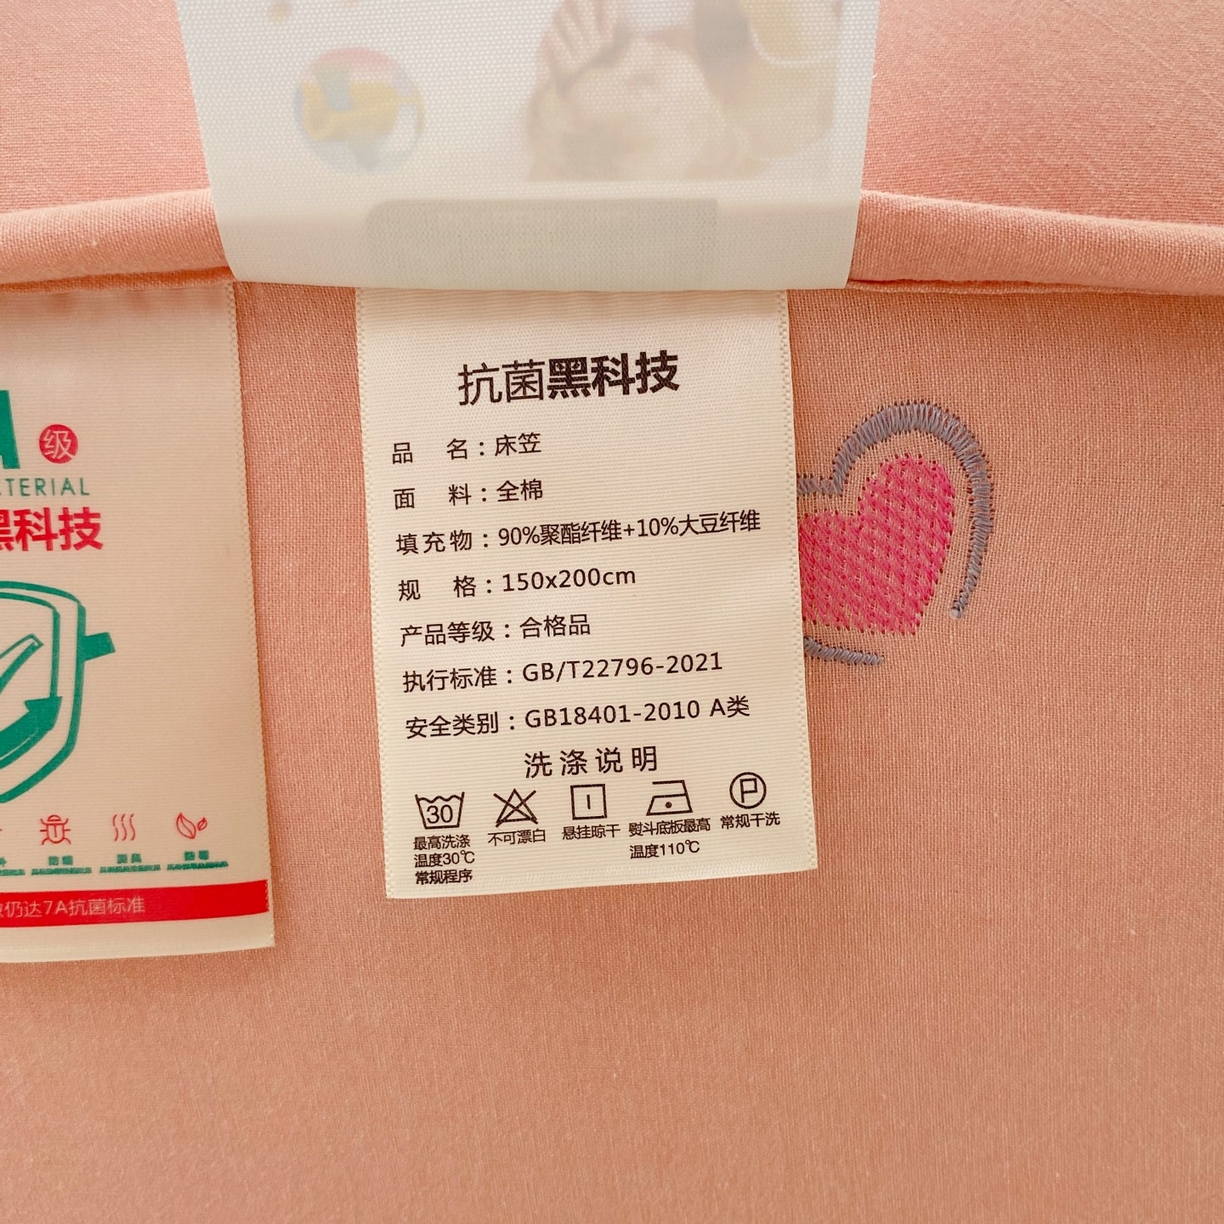 级
TERIAL
黑科技
仍达7A抗菌标准
抗菌黑科技
品 名：床笠
面 料：全棉
填充物：90%聚酯纤维+10%大豆纤维
规 格：150x200cm
产品等级：合格品
执行标准：GB/T22796-2021
安全类别：GB18401-2010 A类
洗涤说明
30
最高洗涤
温度30℃
常规程序
不可漂白
悬挂晾干
熨斗底板最高
温度110℃
P
常规干洗